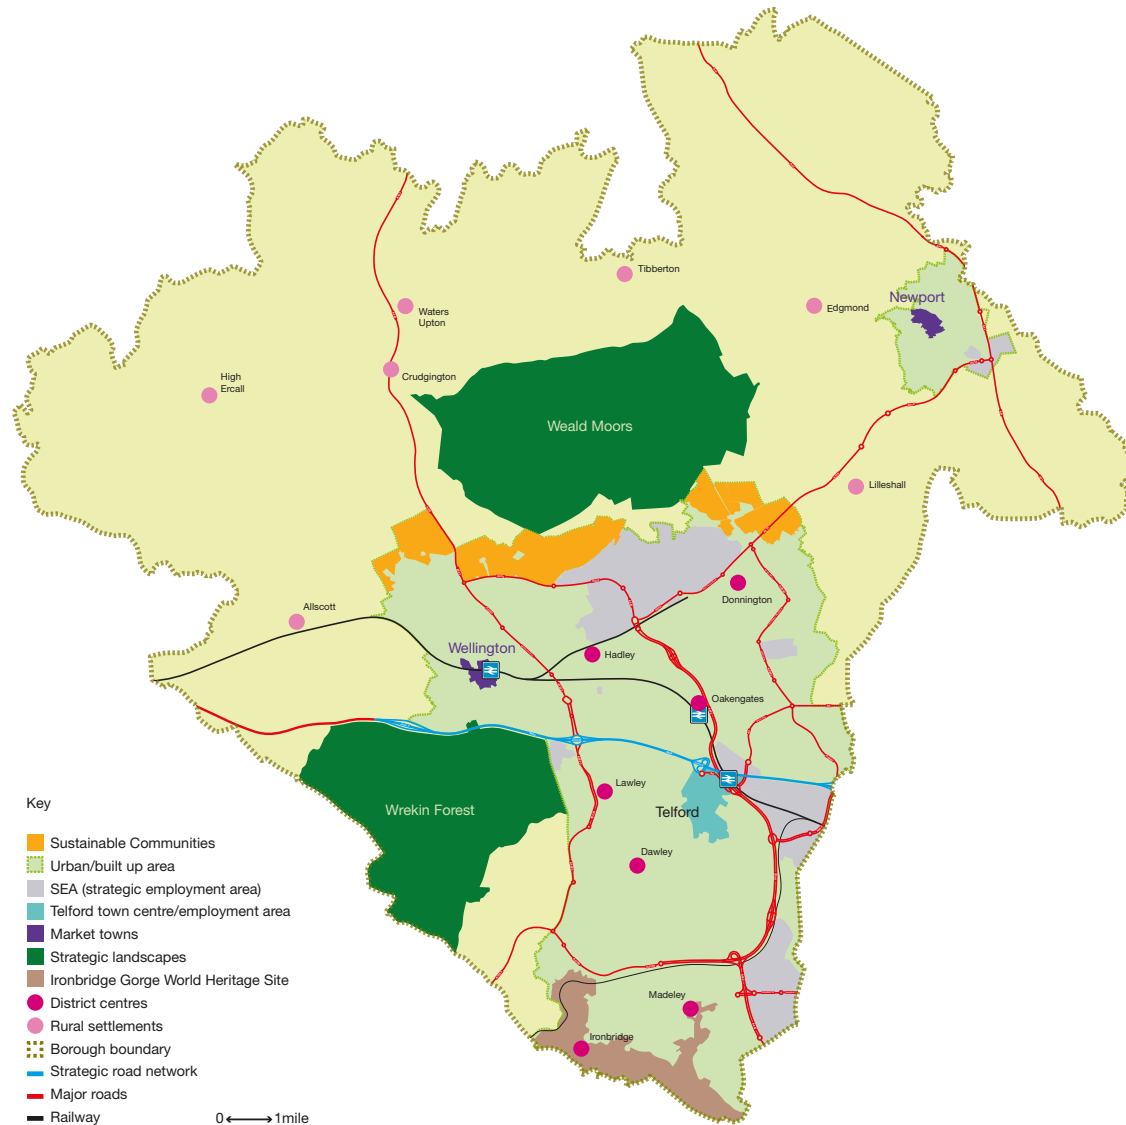 Tibberton
Edgmond
Newport
Waters
Upton
Crudgington
High
Ercall
Weald Moors
Lilleshall
Donnington
Allscott
Wellington
Hadley
Oakengates
Lawley
Telford
Wrekin Forest
Dawley
Madeley
Ironbridge
Key
Sustainable Communities
Urban/built up area
SEA (strategic employment area)
Telford town centre/employment area
Market towns
Strategic landscapes
Ironbridge Gorge World Heritage Site
District centres
Rural settlements
Borough boundary
Strategic road network
Major roads
Railway
0 1mile